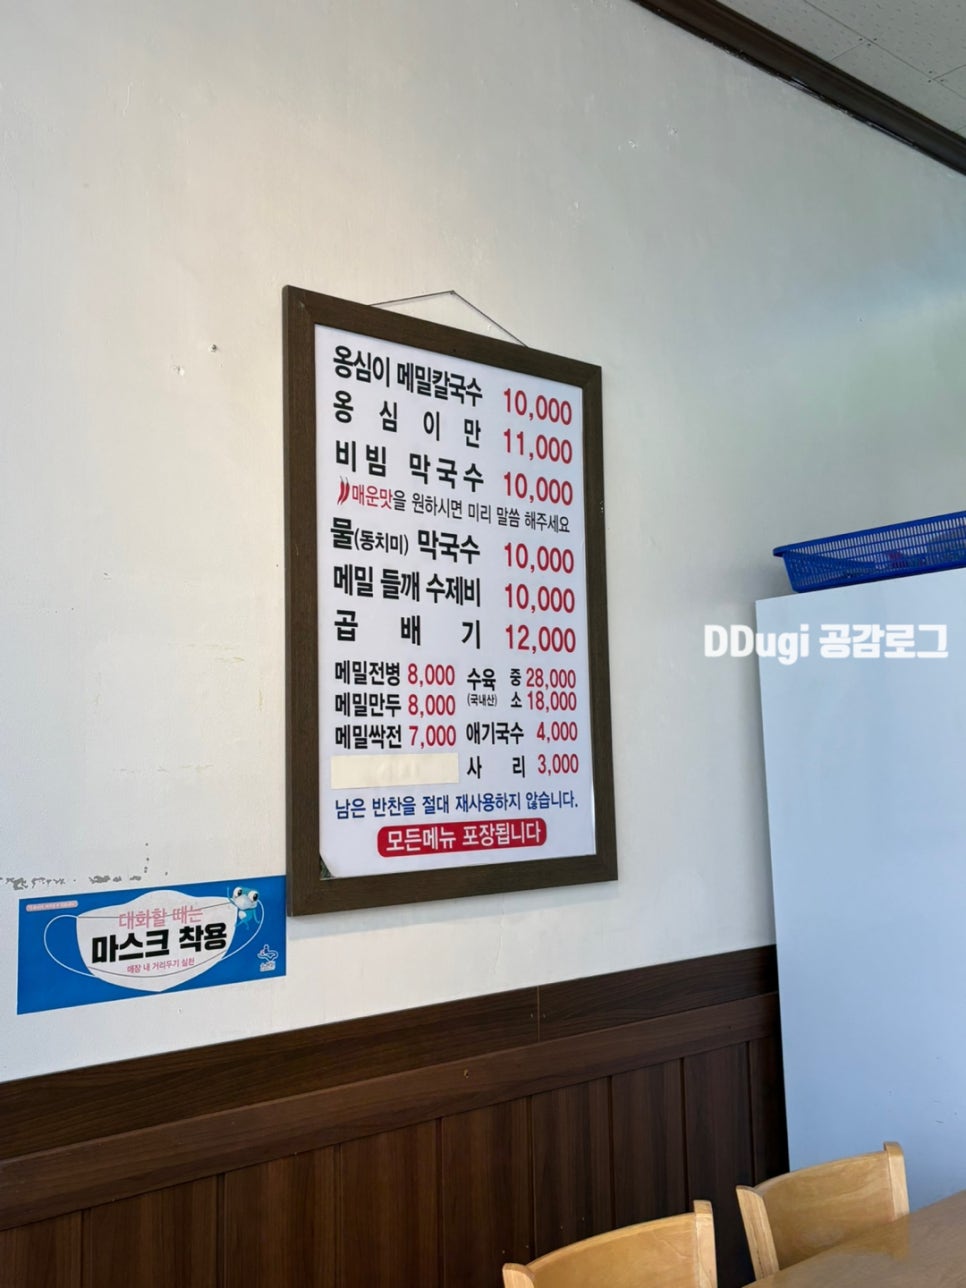 옹심이 메밀칼국수 10,000
옹심이만 11,000
비빔 막국수 10,000
매운맛을 원하시면 미리 말씀 해주세요
물(동치미) 막국수 10,000
메밀 들깨 수제비 10,000
곱배기 12,000
메밀전병 8,000
메밀만두 8,000
메밀싹전 7,000
수육 (국내산) 중 28,000
소 18,000
애기국수 4,000
사리 3,000
남은 반찬을 절대 재사용하지 않습니다.
모든메뉴 포장됩니다
대화할 때는
마스크 착용
매장 내 거리두기 실천
DDugi 공감로그